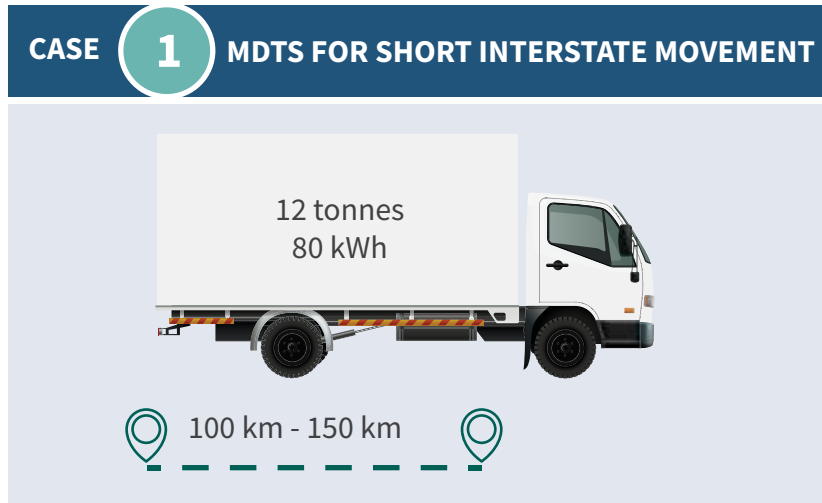 CASE 1 MDTS FOR SHORT INTERSTATE MOVEMENT
12 tonnes
80 kWh
100 km - 150 km